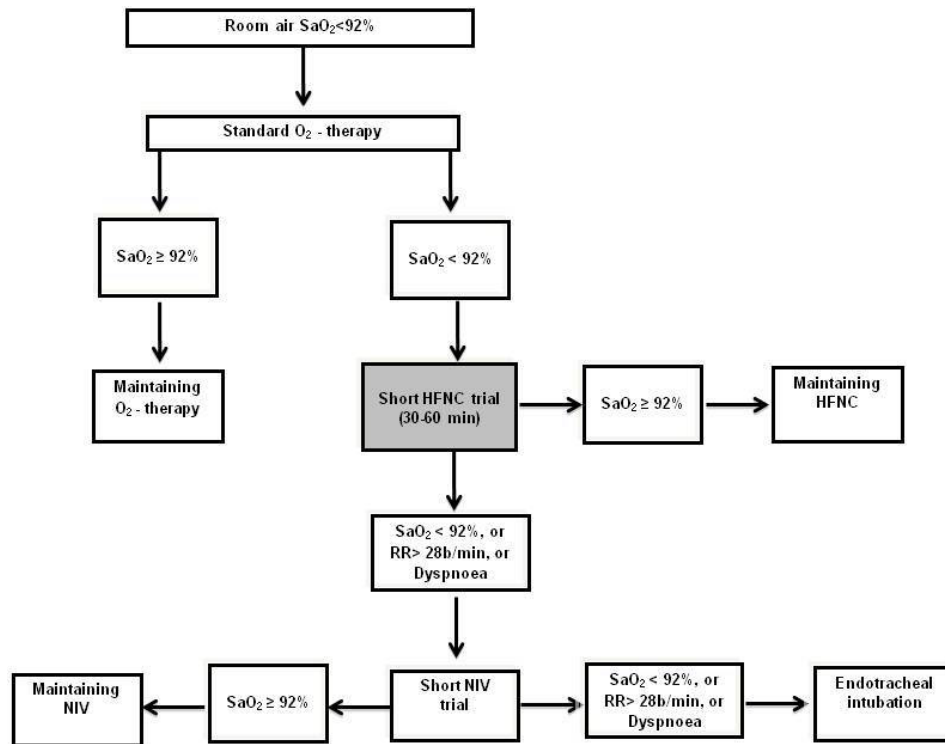 Room air SaO₂<92%
Standard O₂ - therapy
SaO₂ ≥ 92%
SaO₂ < 92%
Maintaining
O₂ - therapy
Short HFNC trial
(30-60 min)
SaO₂ ≥ 92%
Maintaining
HFNC
SaO₂ < 92%, or
RR> 28b/min, or
Dyspnoea
Maintaining
NIV
SaO₂ ≥ 92%
Short NIV
trial
SaO₂ < 92%, or
RR> 28b/min, or
Dyspnoea
Endotracheal
intubation